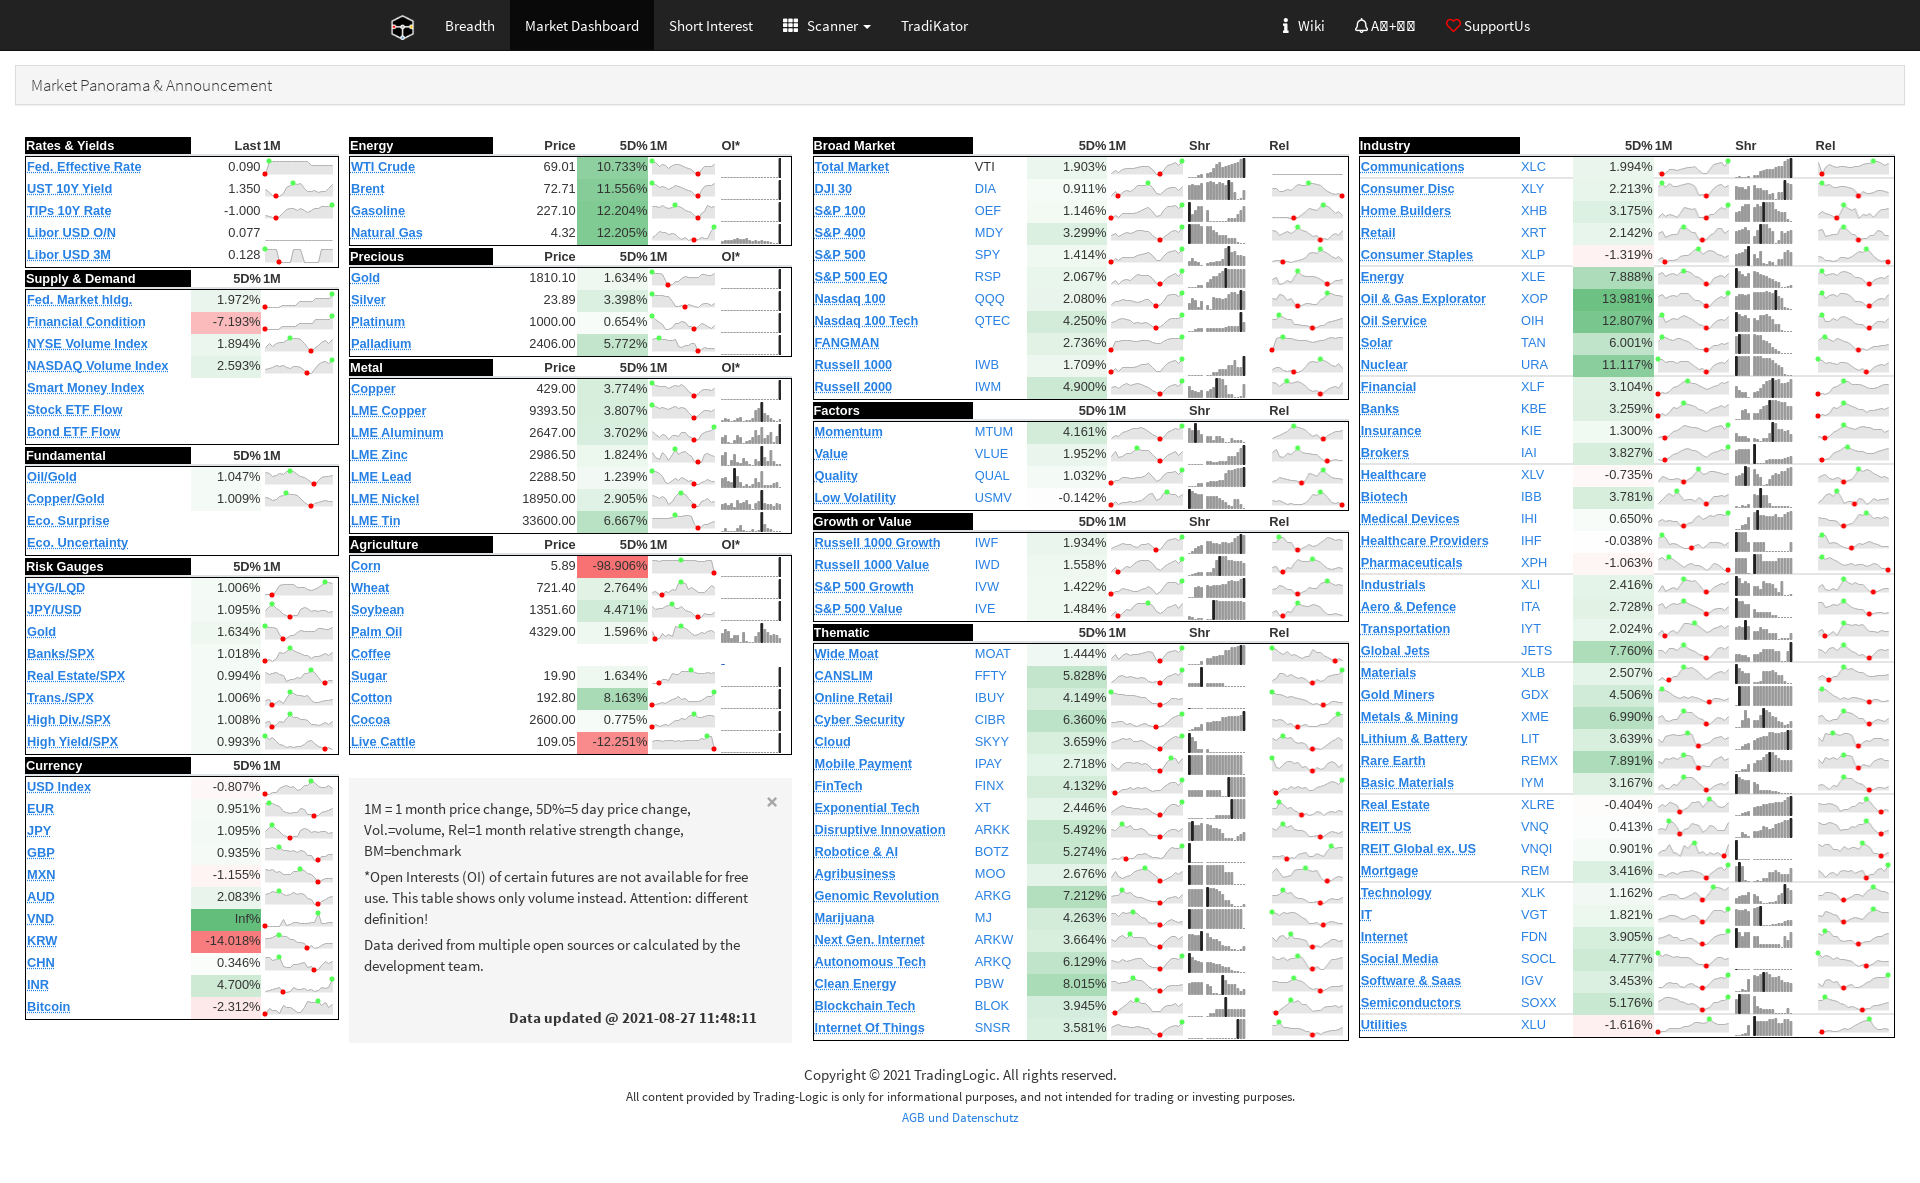 Breadth Market Dashboard Short Interest Scanner TradiKator Wiki SupportUs
Market Panorama & Announcement
Rates & Yields Last 1M
Fed. Effective Rate 0.090
UST 10Y Yield 1.350
TIPs 10Y Rate -1.000
Libor USD O/N 0.077
Libor USD 3M 0.128
Supply & Demand 5D% 1M
Fed. Market hldg. 1.972%
Financial Condition -7.193%
NYSE Volume Index 1.894%
NASDAQ Volume Index 2.593%
Smart Money Index
Stock ETF Flow
Bond ETF Flow
Fundamental 5D% 1M
Oil/Gold 1.047%
Copper/Gold 1.009%
Eco. Surprise
Eco. Uncertainty
Risk Gauges 5D% 1M
HYG/LQD 1.006%
JPY/USD 1.095%
Gold 1.634%
Banks/SPX 1.018%
Real Estate/SPX 0.994%
Trans./SPX 1.006%
High Div./SPX 1.008%
High Yield/SPX 0.993%
Currency 5D% 1M
USD Index -0.807%
EUR 0.951%
JPY 1.095%
GBP 0.935%
MXN -1.155%
AUD 2.083%
VND Inf%
KRW -14.018%
CHN 0.346%
INR 4.700%
Bitcoin -2.312%
Energy Price 5D% 1M OI*
WTI Crude 69.01 10.733%
Brent 72.71 11.556%
Gasoline 227.10 12.204%
Natural Gas 4.32 12.205%
Precious Price 5D% 1M OI*
Gold 1810.10 1.634%
Silver 23.89 3.398%
Platinum 1000.00 0.654%
Palladium 2406.00 5.772%
Metal Price 5D% 1M OI*
Copper 429.00 3.774%
LME Copper 9393.50 3.807%
LME Aluminum 2647.00 3.702%
LME Zinc 2986.50 1.824%
LME Lead 2288.50 1.239%
LME Nickel 18950.00 2.905%
LME Tin 33600.00 6.667%
Agriculture Price 5D% 1M OI*
Corn 5.89 -98.906%
Wheat 721.40 2.764%
Soybean 1351.60 4.471%
Palm Oil 4329.00 1.596%
Coffee -
Sugar 19.90 1.634%
Cotton 192.80 8.163%
Cocoa 2600.00 0.775%
Live Cattle 109.05 -12.251%
×
1M = 1 month price change, 5D%=5 day price change,
Vol.=volume, Rel=1 month relative strength change,
BM=benchmark
*Open Interests (OI) of certain futures are not available for free
use. This table shows only volume instead. Attention: different
definition!
Data derived from multiple open sources or calculated by the
development team.
Data updated @ 2021-08-27 11:48:11
Broad Market 5D% 1M Shr Rel
Total Market VTI 1.903%
DJI 30 DIA 0.911%
S&P 100 OEF 1.146%
S&P 400 MDY 3.299%
S&P 500 SPY 1.414%
S&P 500 EQ RSP 2.067%
Nasdaq 100 QQQ 2.080%
Nasdaq 100 Tech QTEC 4.250%
FANGMAN 2.736%
Russell 1000 IWB 1.709%
Russell 2000 IWM 4.900%
Factors 5D% 1M Shr Rel
Momentum MTUM 4.161%
Value VLUE 1.952%
Quality QUAL 1.032%
Low Volatility USMV -0.142%
Growth or Value 5D% 1M Shr Rel
Russell 1000 Growth IWF 1.934%
Russell 1000 Value IWD 1.558%
S&P 500 Growth IVW 1.422%
S&P 500 Value IVE 1.484%
Thematic 5D% 1M Shr Rel
Wide Moat MOAT 1.444%
CANSLIM FFTY 5.828%
Online Retail IBUY 4.149%
Cyber Security CIBR 6.360%
Cloud SKYY 3.659%
Mobile Payment IPAY 2.718%
FinTech FINX 4.132%
Exponential Tech XT 2.446%
Disruptive Innovation ARKK 5.492%
Robotice & AI BOTZ 5.274%
Agribusiness MOO 2.676%
Genomic Revolution ARKG 7.212%
Marijuana MJ 4.263%
Next Gen. Internet ARKW 3.664%
Autonomous Tech ARKQ 6.129%
Clean Energy PBW 8.015%
Blockchain Tech BLOK 3.945%
Internet Of Things SNSR 3.581%
Industry 5D% 1M Shr Rel
Communications XLC 1.994%
Consumer Disc XLY 2.213%
Home Builders XHB 3.175%
Retail XRT 2.142%
Consumer Staples XLP -1.319%
Energy XLE 7.888%
Oil & Gas Explorator XOP 13.981%
Oil Service OIH 12.807%
Solar TAN 6.001%
Nuclear URA 11.117%
Financial XLF 3.104%
Banks KBE 3.259%
Insurance KIE 1.300%
Brokers IAI 3.827%
Healthcare XLV -0.735%
Biotech IBB 3.781%
Medical Devices IHI 0.650%
Healthcare Providers IHF -0.038%
Pharmaceuticals XPH -1.063%
Industrials XLI 2.416%
Aero & Defence ITA 2.728%
Transportation IYT 2.024%
Global Jets JETS 7.760%
Materials XLB 2.507%
Gold Miners GDX 4.506%
Metals & Mining XME 6.990%
Lithium & Battery LIT 3.639%
Rare Earth REMX 7.891%
Basic Materials IYM 3.167%
Real Estate XLRE -0.404%
REIT US VNQ 0.413%
REIT Global ex. US VNQI 0.901%
Mortgage REM 3.416%
Technology XLK 1.162%
IT VGT 1.821%
Internet FDN 3.905%
Social Media SOCL 4.777%
Software & Saas IGV 3.453%
Semiconductors SOXX 5.176%
Utilities XLU -1.616%
Copyright © 2021 TradingLogic. All rights reserved.
All content provided by Trading-Logic is only for informational purposes, and not intended for trading or investing purposes.
AGB und Datenschutz